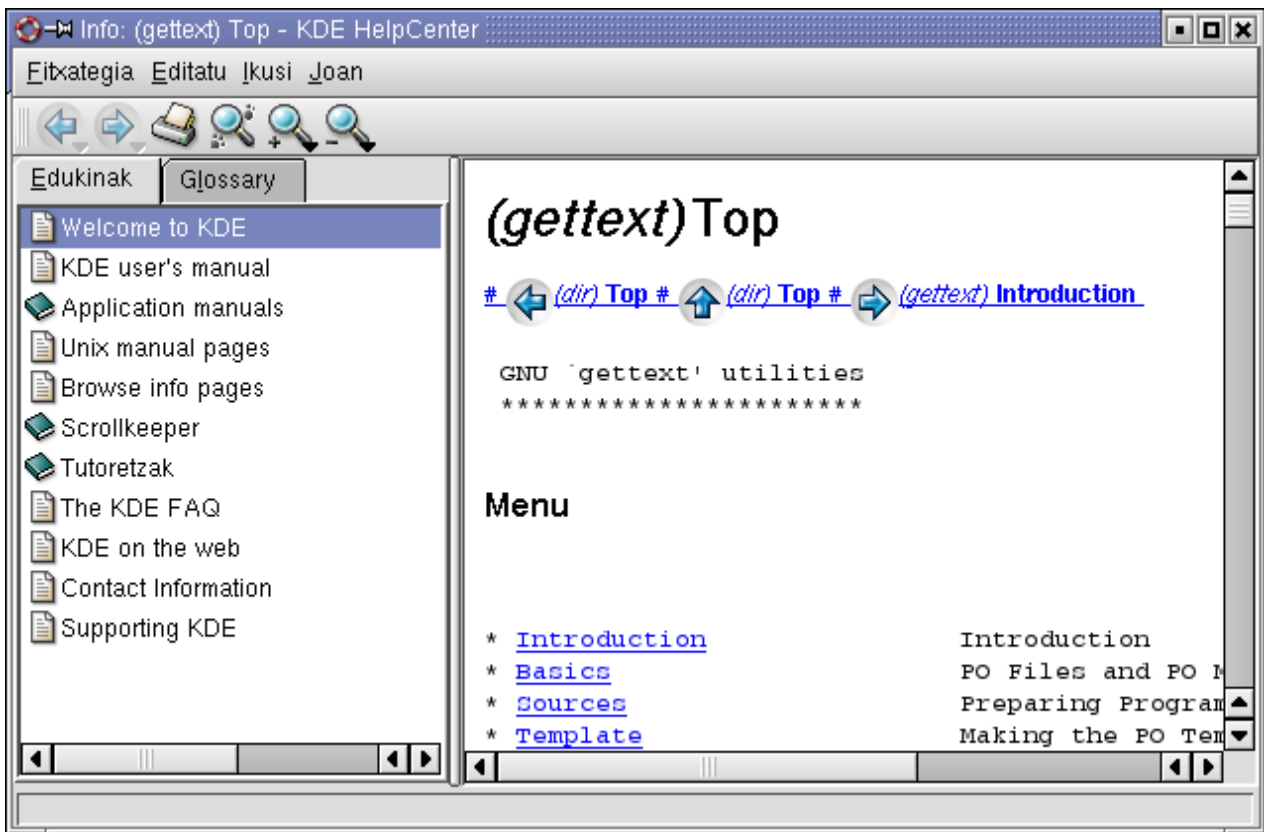 Info: (gettext) Top - KDE HelpCenter
Fitxategia Editatu Ikusi Joan
Edukinak Glossary
Welcome to KDE
KDE user's manual
Application manuals
Unix manual pages
Browse info pages
Scrollkeeper
Tutoretzak
The KDE FAQ
KDE on the web
Contact Information
Supporting KDE
(gettext) Top
# (dir) Top # (dir) Top # (gettext) Introduction
GNU `gettext' utilities
***********************
Menu
* Introduction Introduction
* Basics PO Files and PO
* Sources Preparing
* Template Making the PO